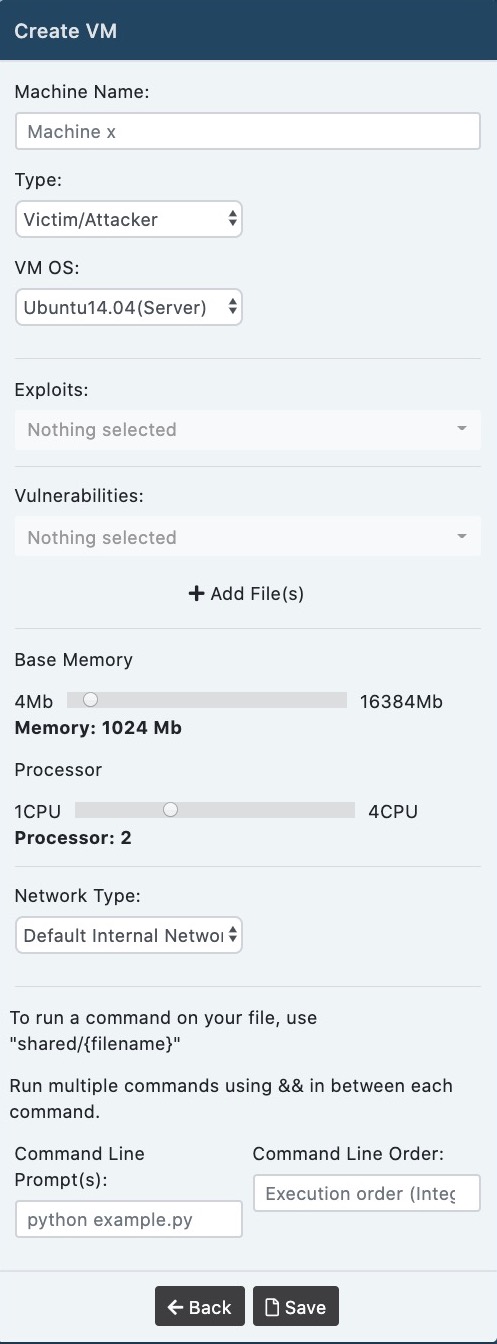 Create VM
Machine Name:
Machine x
Type:
Victim/Attacker
VM OS:
Ubuntu14.04(Server)
Exploits:
Nothing selected
Vulnerabilities:
Nothing selected
Add File(s)
Base Memory
4Mb 16384Mb
Memory: 1024 Mb
Processor
1CPU 4CPU
Processor: 2
Network Type:
Default Internal Networ
To run a command on your file, use
"shared/{filename}"
Run multiple commands using && in between each
command.
Command Line
Prompt(s):
python example.py
Command Line Order:
Execution order (Integ
Back Save